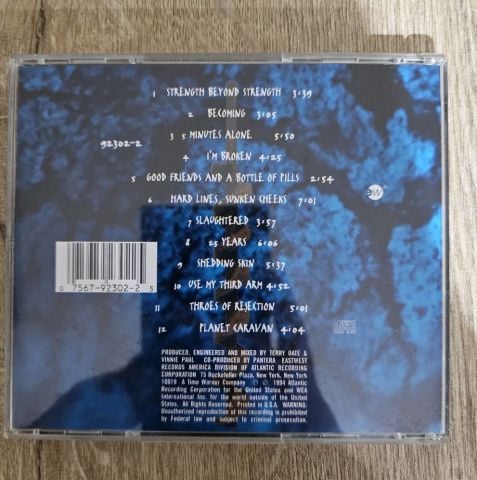 1 STRENGTH BEYOND STRENGTH 3:39
2 BECOMING 3:05
3 5 MINUTES ALONE 5:50
92302-2
4 I'M BROKEN 4:25
5 GOOD FRIENDS AND A BOTTLE OF PILLS 2:54
6 HARD LINES, SUNKEN CHEEKS 7:01
EW
7 SLAUGHTERED 3:57
8 25 YEARS 6:06
9 SHEDDING SKIN 5:37
10 USE MY THIRD ARM 4:52
0 7567-92302-2 5
11 THROES OF REJECTION 5:01
12 PLANET CARAVAN 4:04
PRODUCED, ENGINEERED AND MIXED BY TERRY DATE &
VINNIE PAUL CO-PRODUCED BY PANTERA EASTWEST
RECORDS AMERICA DIVISION OF ATLANTIC RECORDING
CORPORATION 75 Rockefeller Plaza, New York, New York
10019 A Time Warner Company ℗ © 1994 Atlantic
Recording Corporation for the United States and WEA
International Inc. for the world outside of the United
States. All Rights Reserved. Printed in U.S.A. WARNING:
Unauthorized reproduction of this recording is prohibited
by Federal law and subject to criminal prosecution.